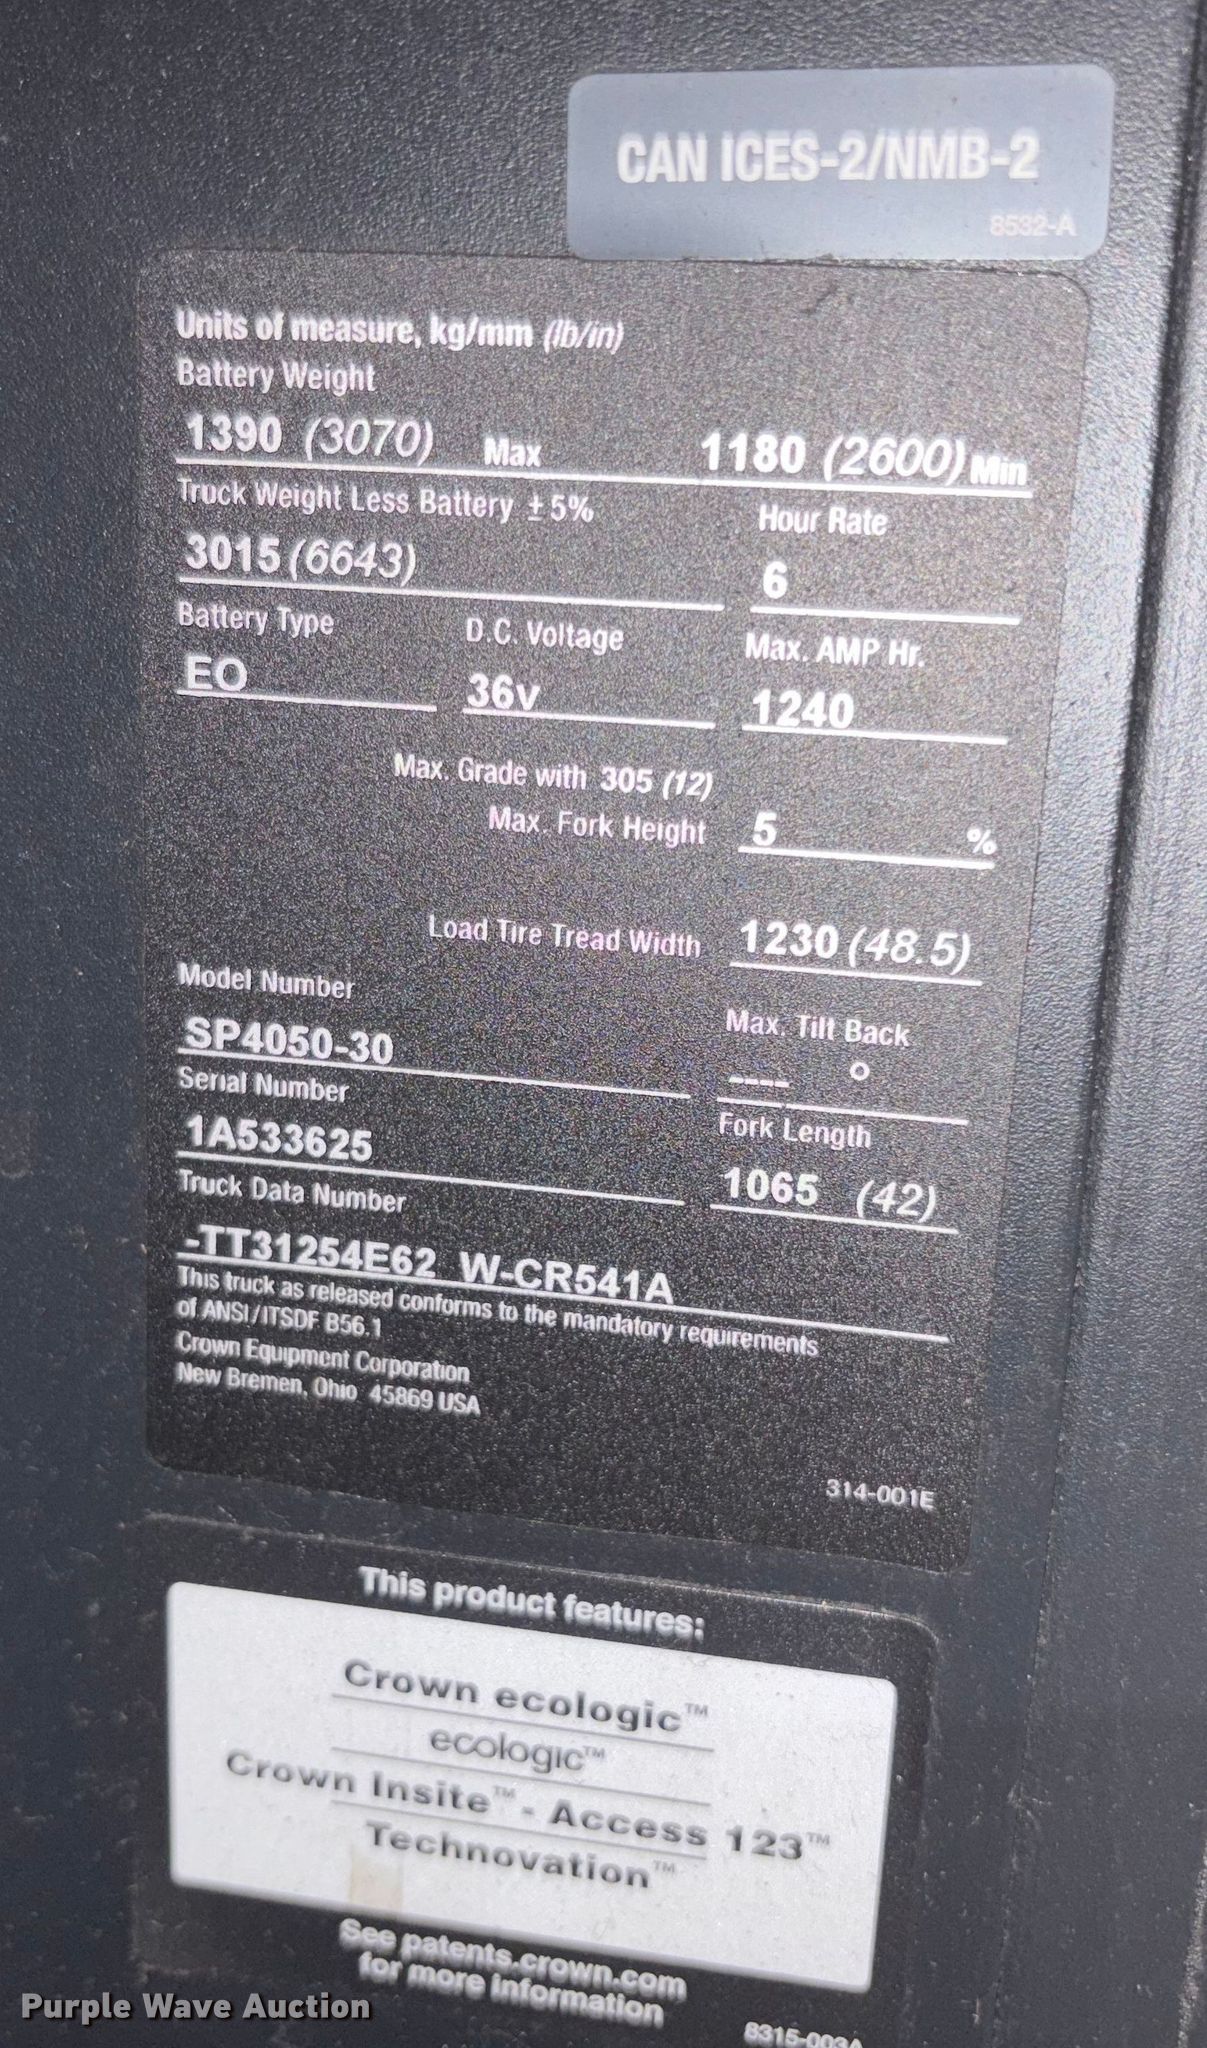 CAN ICES-2/NMB-2
8532-A
Units of measure, kg/mm (lb/in)
Battery Weight
1390 (3070) Max 1180 (2600) Min
Truck Weight Less Battery ±5% Hour Rate
3015 (6643) 6
Battery Type D.C. Voltage Max. AMP Hr.
EO 36v 1240
Max. Grade with 305 (12)
Max. Fork Height 5 %
Load Tire Tread Width 1230 (48.5)
Model Number Max. Tilt Back
SP4050-30 ---- °
Serial Number Fork Length
1A533625 1065 (42)
Truck Data Number
-TT31254E62 W-CR541A
This truck as released conforms to the mandatory requirements
of ANSI/ITSDF B56.1
Crown Equipment Corporation
New Bremen, Ohio 45869 USA
314-001E
This product features:
Crown ecologic™
ecologic™
Crown Insite™ - Access 123™
Technovation™
See patents.crown.com
for more information
8315-003A
Purple Wave Auction